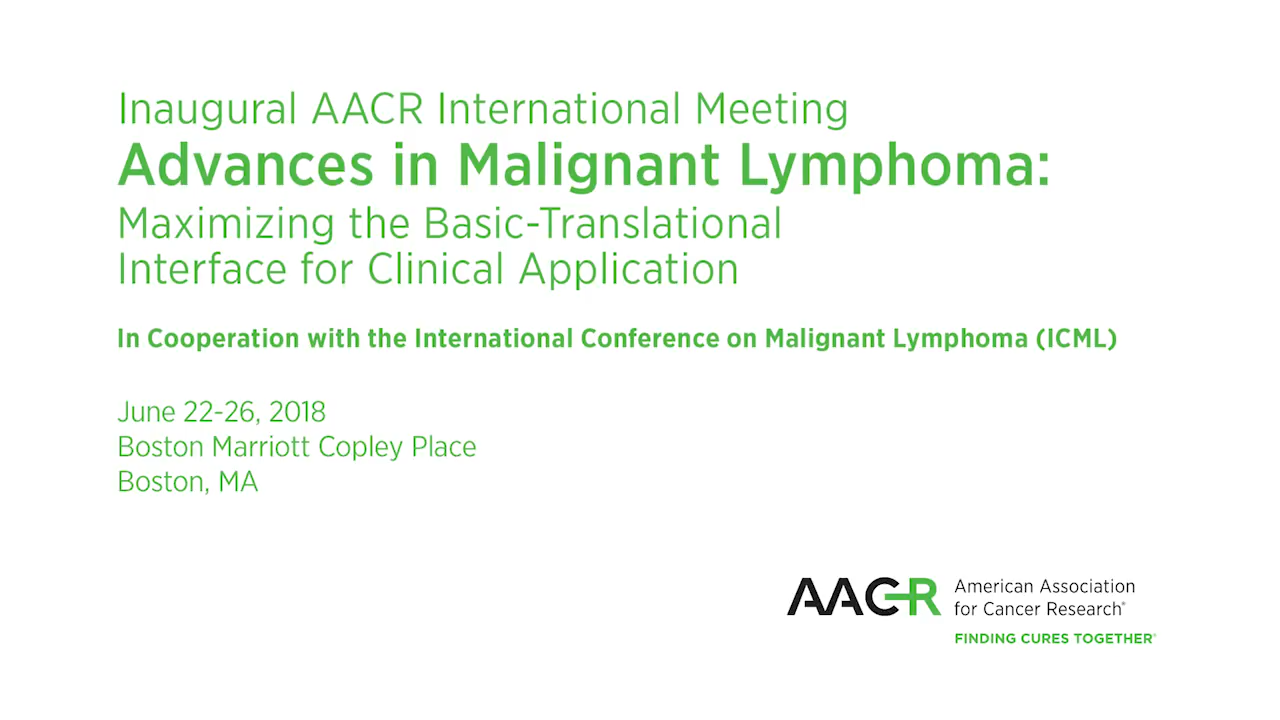 Inaugural AACR International Meeting
Advances in Malignant Lymphoma:
Maximizing the Basic-Translational
Interface for Clinical Application
In Cooperation with the International Conference on Malignant Lymphoma (ICML)
June 22-26, 2018
Boston Marriott Copley Place
Boston, MA
AACR
American Association
for Cancer Research®
FINDING CURES TOGETHER®